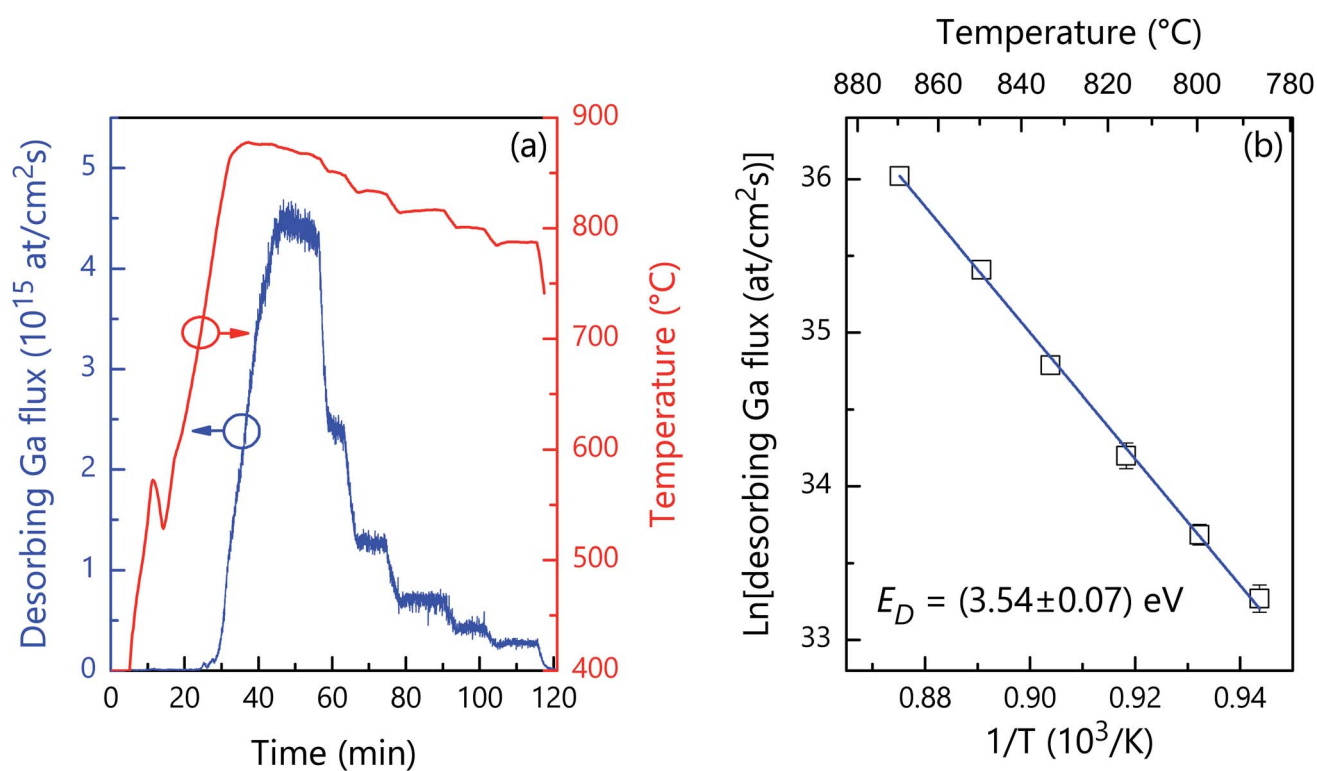 Temperature (°C)
880 860 840 820 800 780
(a)
(b)
Desorbing Ga flux (10¹⁵ at/cm²s)
5
4
3
2
1
0
900
800
700
600
500
400
Temperature (°C)
0 20 40 60 80 100 120
Time (min)
Ln[desorbing Ga flux (at/cm²s)]
36
35
34
33
E_D = (3.54±0.07) eV
0.88 0.90 0.92 0.94
1/T (10³/K)